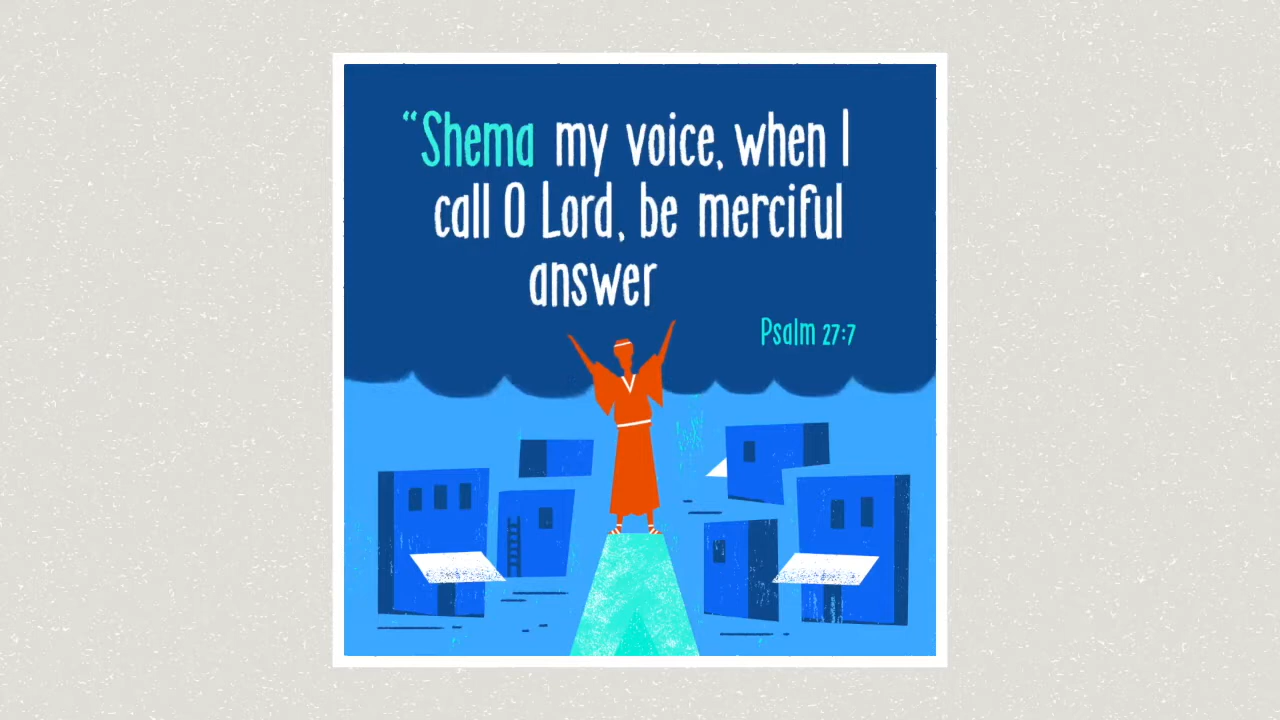 “Shema my voice, when I
call O Lord, be merciful
answer
Psalm 27:7